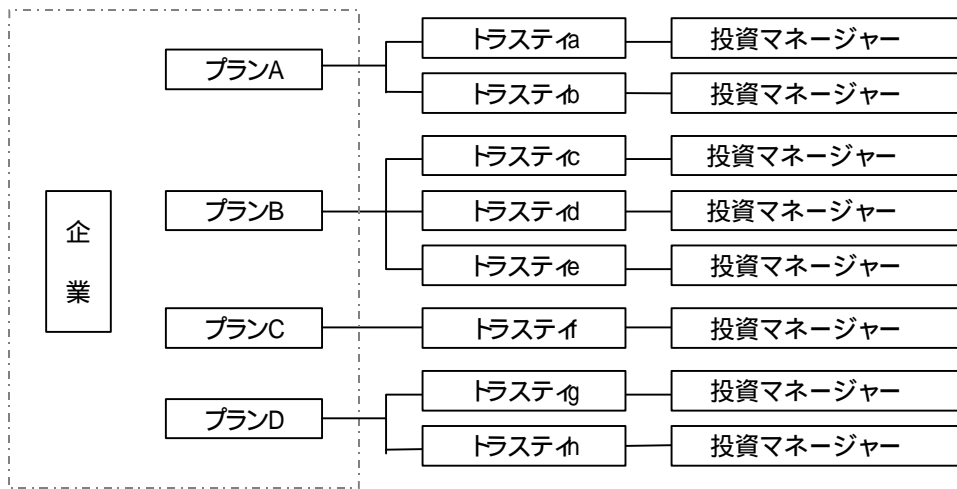 トラスティa
投資マネージャー
プランA
トラスティb
投資マネージャー
トラスティc
投資マネージャー
プランB
トラスティd
投資マネージャー
トラスティe
投資マネージャー
企
業
プランC
トラスティf
投資マネージャー
トラスティg
投資マネージャー
プランD
トラスティh
投資マネージャー